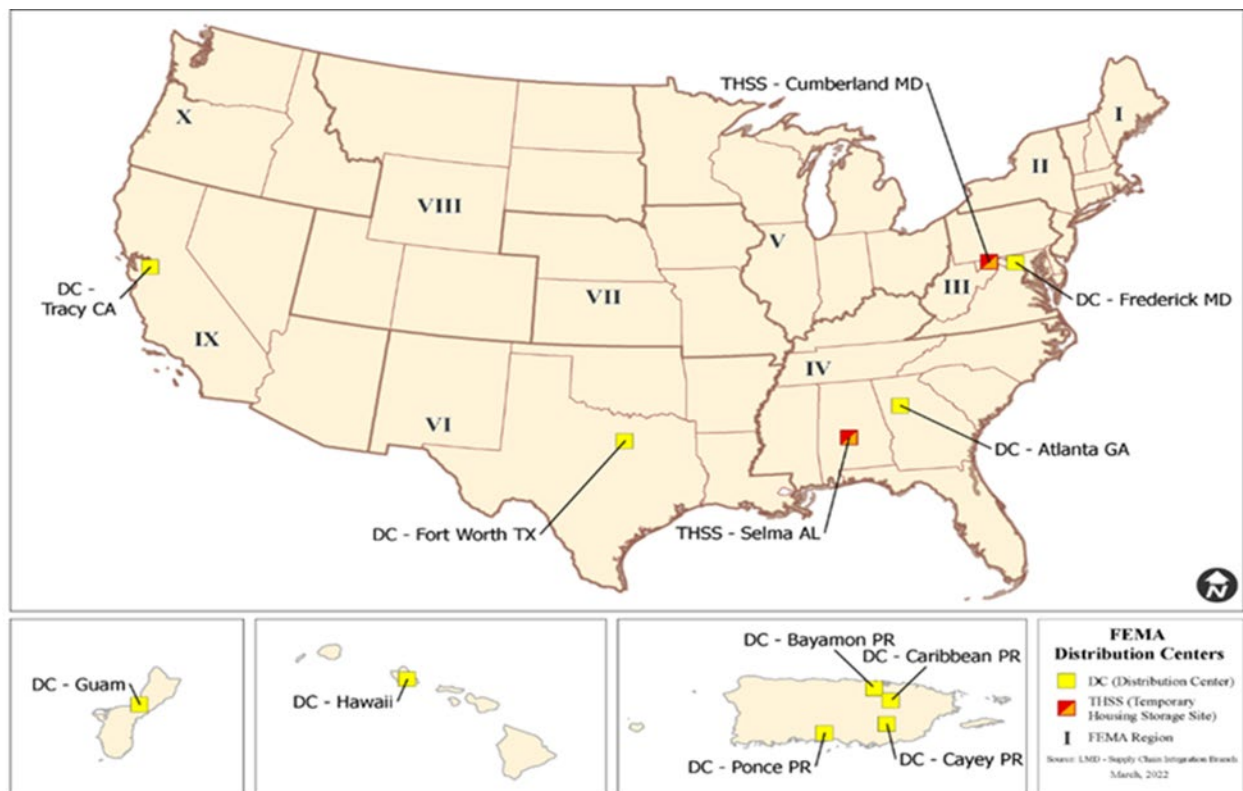 THSS - Cumberland MD
I
X
II
VIII
V
DC -
Tracy CA
III
DC - Frederick MD
VII
IX
IV
VI
DC - Atlanta GA
DC - Fort Worth TX
THSS - Selma AL
N
DC - Guam
DC - Hawaii
DC - Bayamon PR
DC - Caribbean PR
DC - Ponce PR
DC - Cayey PR
FEMA
Distribution Centers
DC (Distribution Center)
THSS (Temporary
Housing Storage Site)
I FEMA Region
Source: LMD - Supply Chain Integration Branch
March, 2022